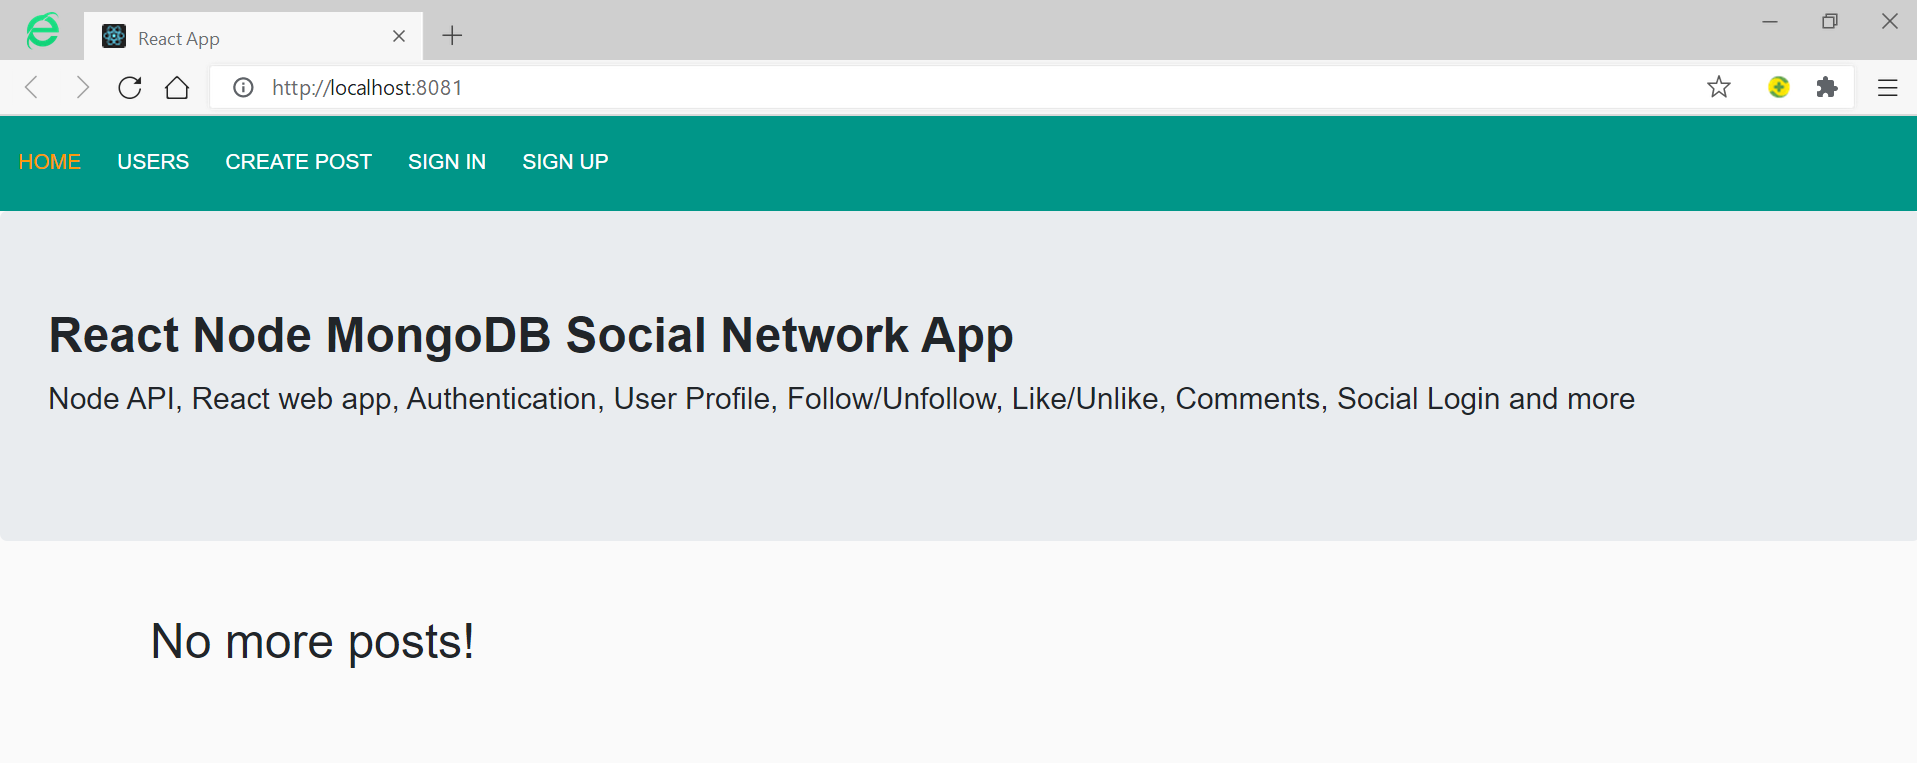 React App
http://localhost:8081
HOME USERS CREATE POST SIGN IN SIGN UP
React Node MongoDB Social Network App
Node API, React web app, Authentication, User Profile, Follow/Unfollow, Like/Unlike, Comments, Social Login and more
No more posts!